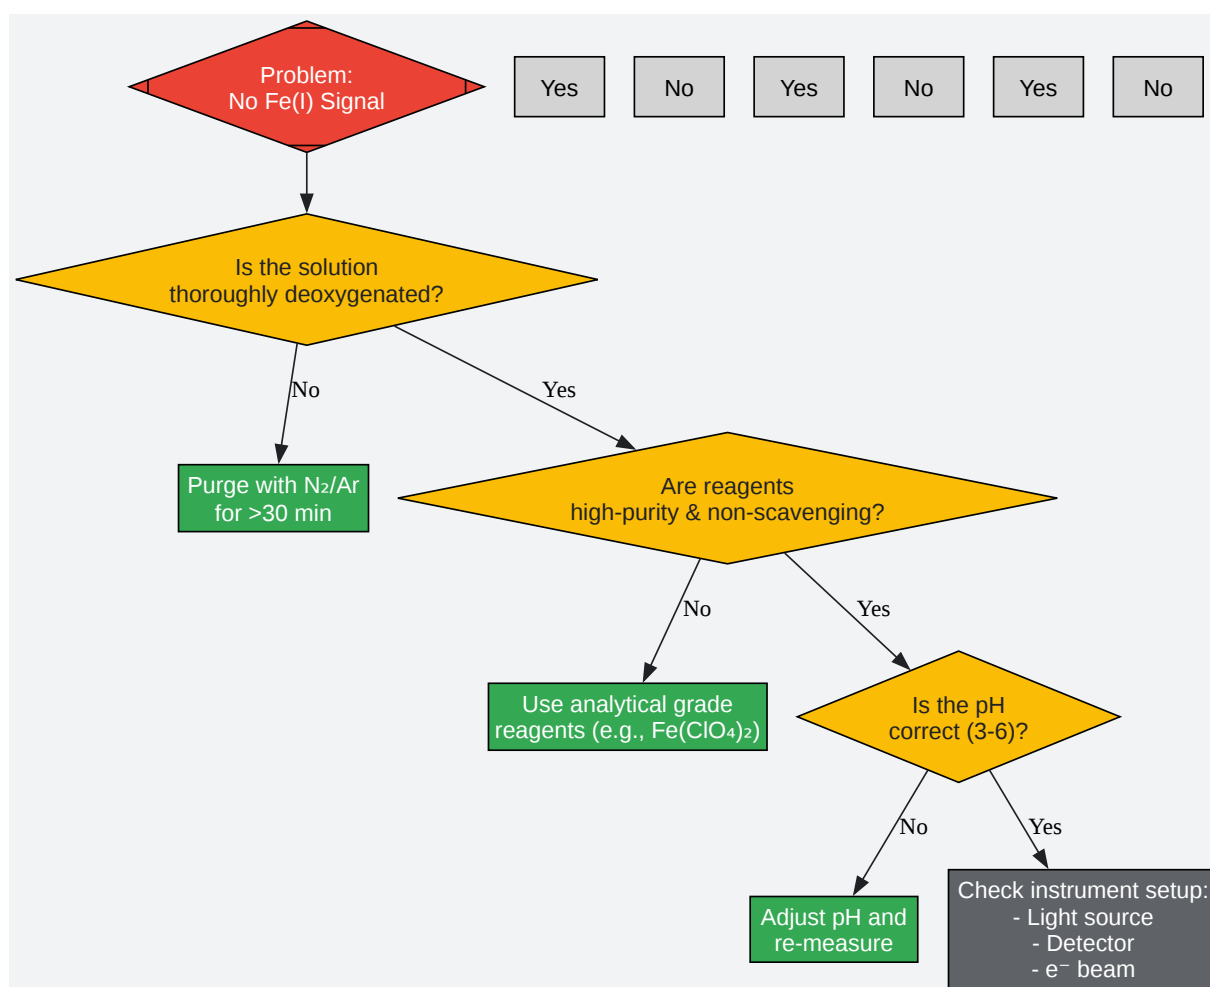 Problem:
No Fe(I) Signal
Yes
No
Yes
No
Yes
No
Is the solution
thoroughly deoxygenated?
No
Yes
Purge with N₂/Ar
for >30 min
Are reagents
high-purity & non-scavenging?
No
Yes
Use analytical grade
reagents (e.g., Fe(ClO₄)₂)
Is the pH
correct (3-6)?
No
Yes
Adjust pH and
re-measure
Check instrument setup:
- Light source
- Detector
- e⁻ beam